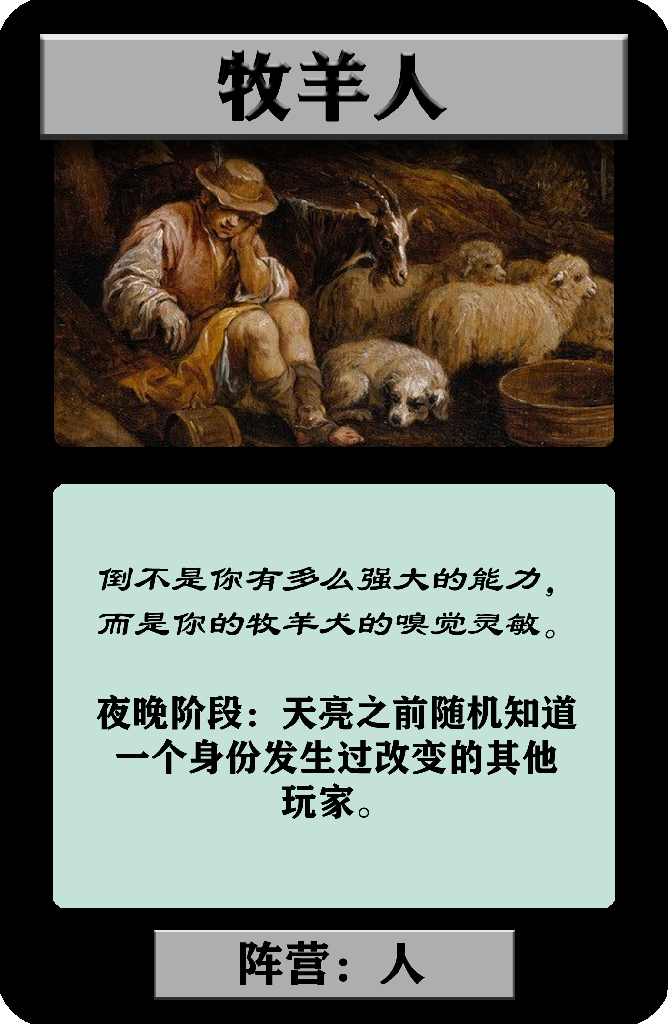 牧羊人
倒不是你有多么强大的能力，
而是你的牧羊犬的嗅觉灵敏。
夜晚阶段：天亮之前随机知道
一个身份发生过改变的其他
玩家。
阵营：人